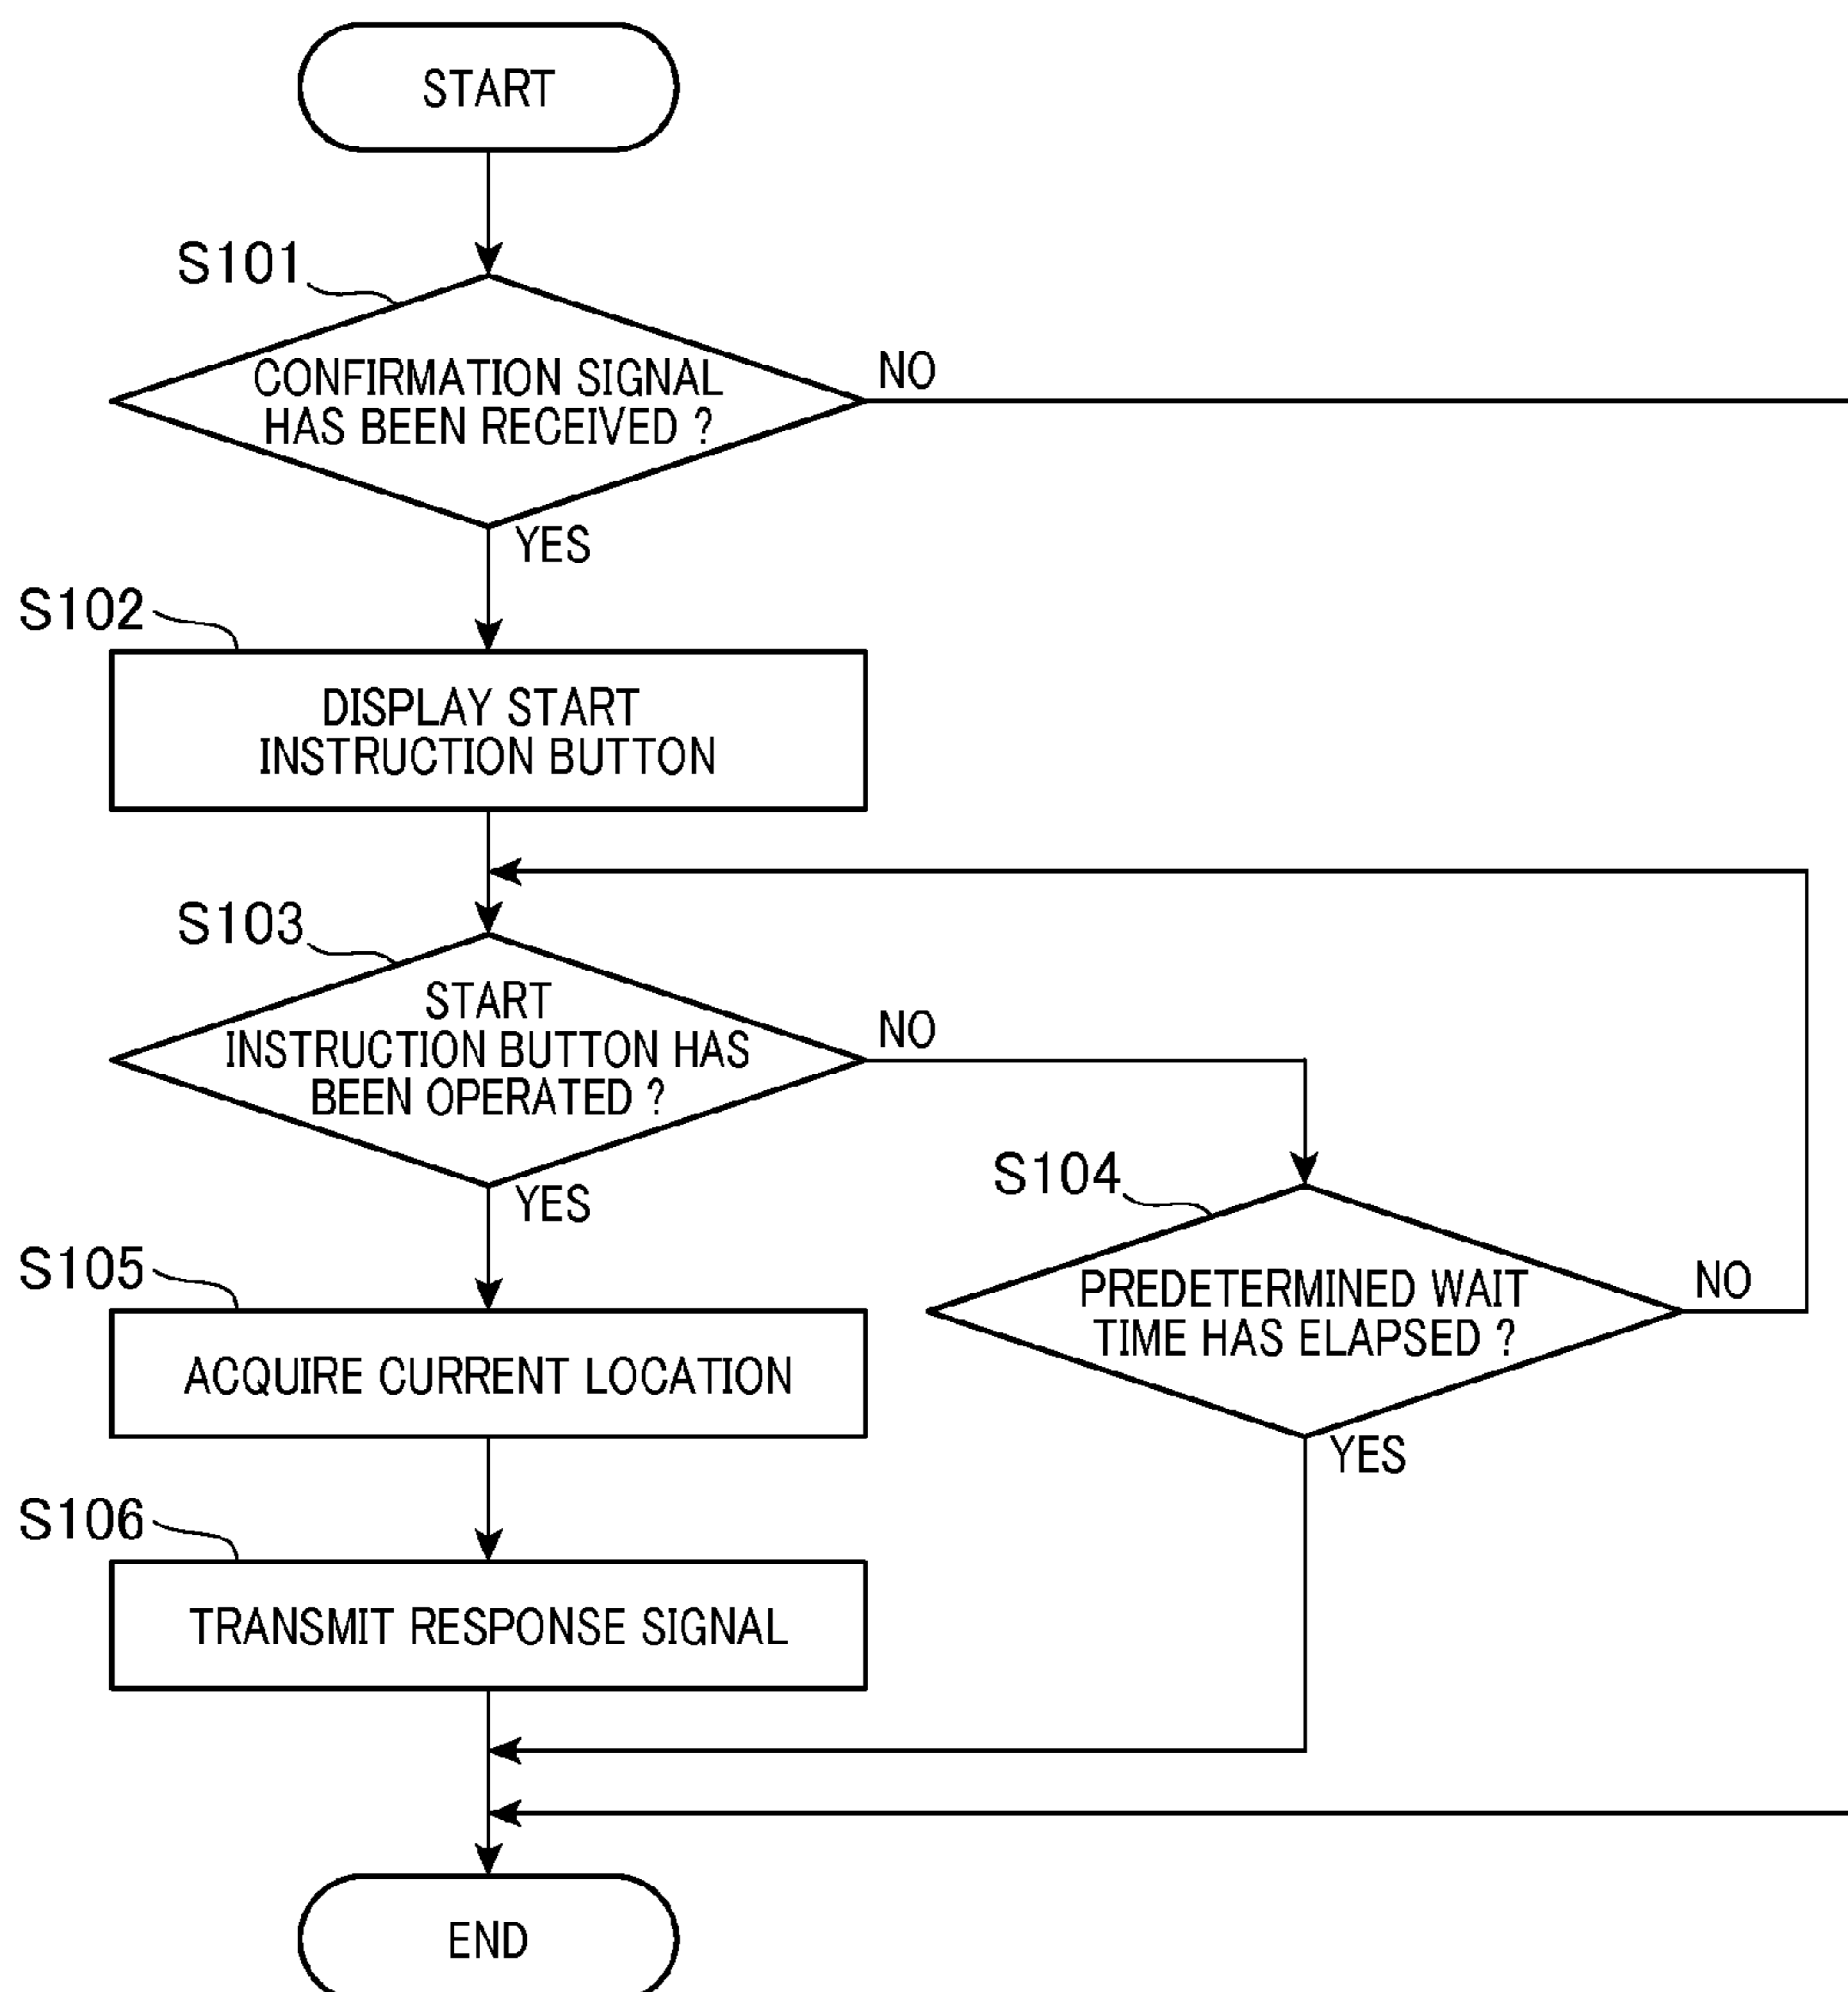 START
S101
CONFIRMATION SIGNAL
HAS BEEN RECEIVED ?
NO
YES
S102
DISPLAY START
INSTRUCTION BUTTON
S103
START
INSTRUCTION BUTTON HAS
BEEN OPERATED ?
NO
YES
S104
PREDETERMINED WAIT
TIME HAS ELAPSED ?
NO
YES
S105
ACQUIRE CURRENT LOCATION
S106
TRANSMIT RESPONSE SIGNAL
END